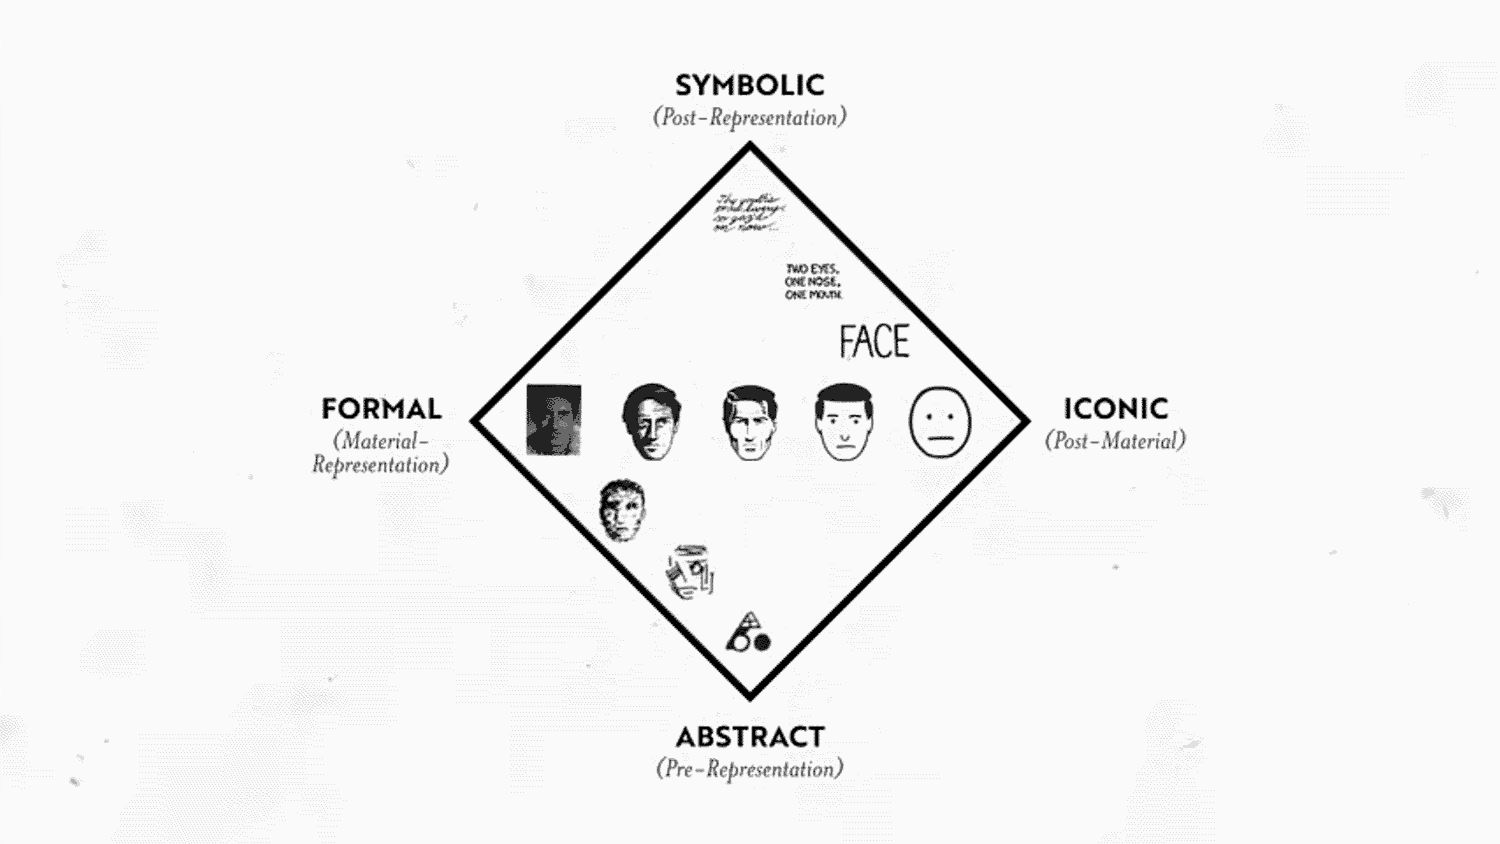 SYMBOLIC
(Post-Representation)
TWO EYES,
ONE NOSE,
ONE MOUTH.
FACE
FORMAL
(Material-
Representation)
ICONIC
(Post-Material)
ABSTRACT
(Pre-Representation)